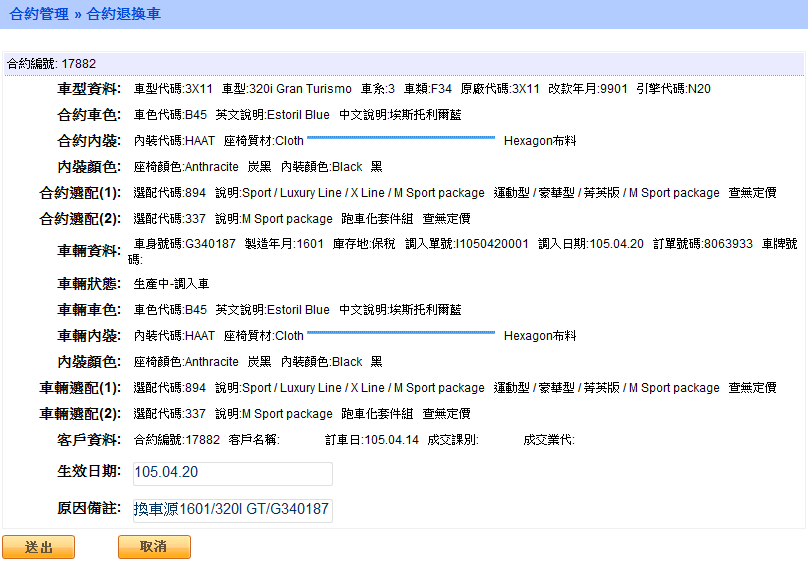 合約管理 » 合約退換車
合約編號: 17882
車型資料: 車型代碼:3X11 車型:320i Gran Turismo 車系:3 車類:F34 原廠代碼:3X11 改款年月:9901 引擎代碼:N20
合約車色: 車色代碼:B45 英文說明:Estoril Blue 中文說明:埃斯托利爾藍
合約內裝: 內裝代碼:HAAT 座椅質材:Cloth Hexagon布料
內裝顏色: 座椅顏色:Anthracite 炭黑 內裝顏色:Black 黑
合約選配(1): 選配代碼:894 說明:Sport / Luxury Line / X Line / M Sport package 運動型 / 豪華型 / 菁英版 / M Sport package 查無定價
合約選配(2): 選配代碼:337 說明:M Sport package 跑車化套件組 查無定價
車輛資料: 車身號碼:G340187 製造年月:1601 庫存地:保稅 調入單號:I1050420001 調入日期:105.04.20 訂單號碼:8063933 車牌號
碼:
車輛狀態: 生產中-調入車
車輛車色: 車色代碼:B45 英文說明:Estoril Blue 中文說明:埃斯托利爾藍
車輛內裝: 內裝代碼:HAAT 座椅質材:Cloth Hexagon布料
內裝顏色: 座椅顏色:Anthracite 炭黑 內裝顏色:Black 黑
車輛選配(1): 選配代碼:894 說明:Sport / Luxury Line / X Line / M Sport package 運動型 / 豪華型 / 菁英版 / M Sport package 查無定價
車輛選配(2): 選配代碼:337 說明:M Sport package 跑車化套件組 查無定價
客戶資料: 合約編號:17882 客戶名稱: 訂車日:105.04.14 成交課別: 成交業代:
生效日期: 105.04.20
原因備註: 換車源1601/320I GT/G340187
送出 取消